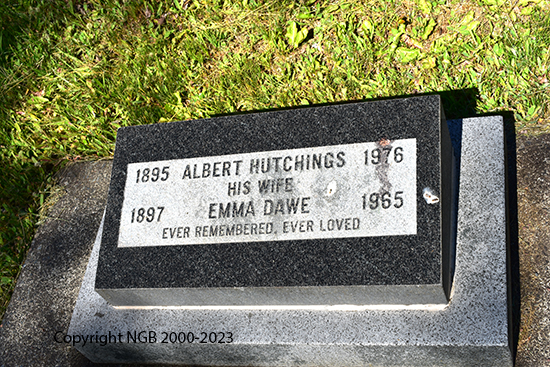 1895 ALBERT HUTCHINGS 1976
HIS WIFE
1897 EMMA DAWE 1965
EVER REMEMBERED, EVER LOVED
Copyright NGB 2000-2023